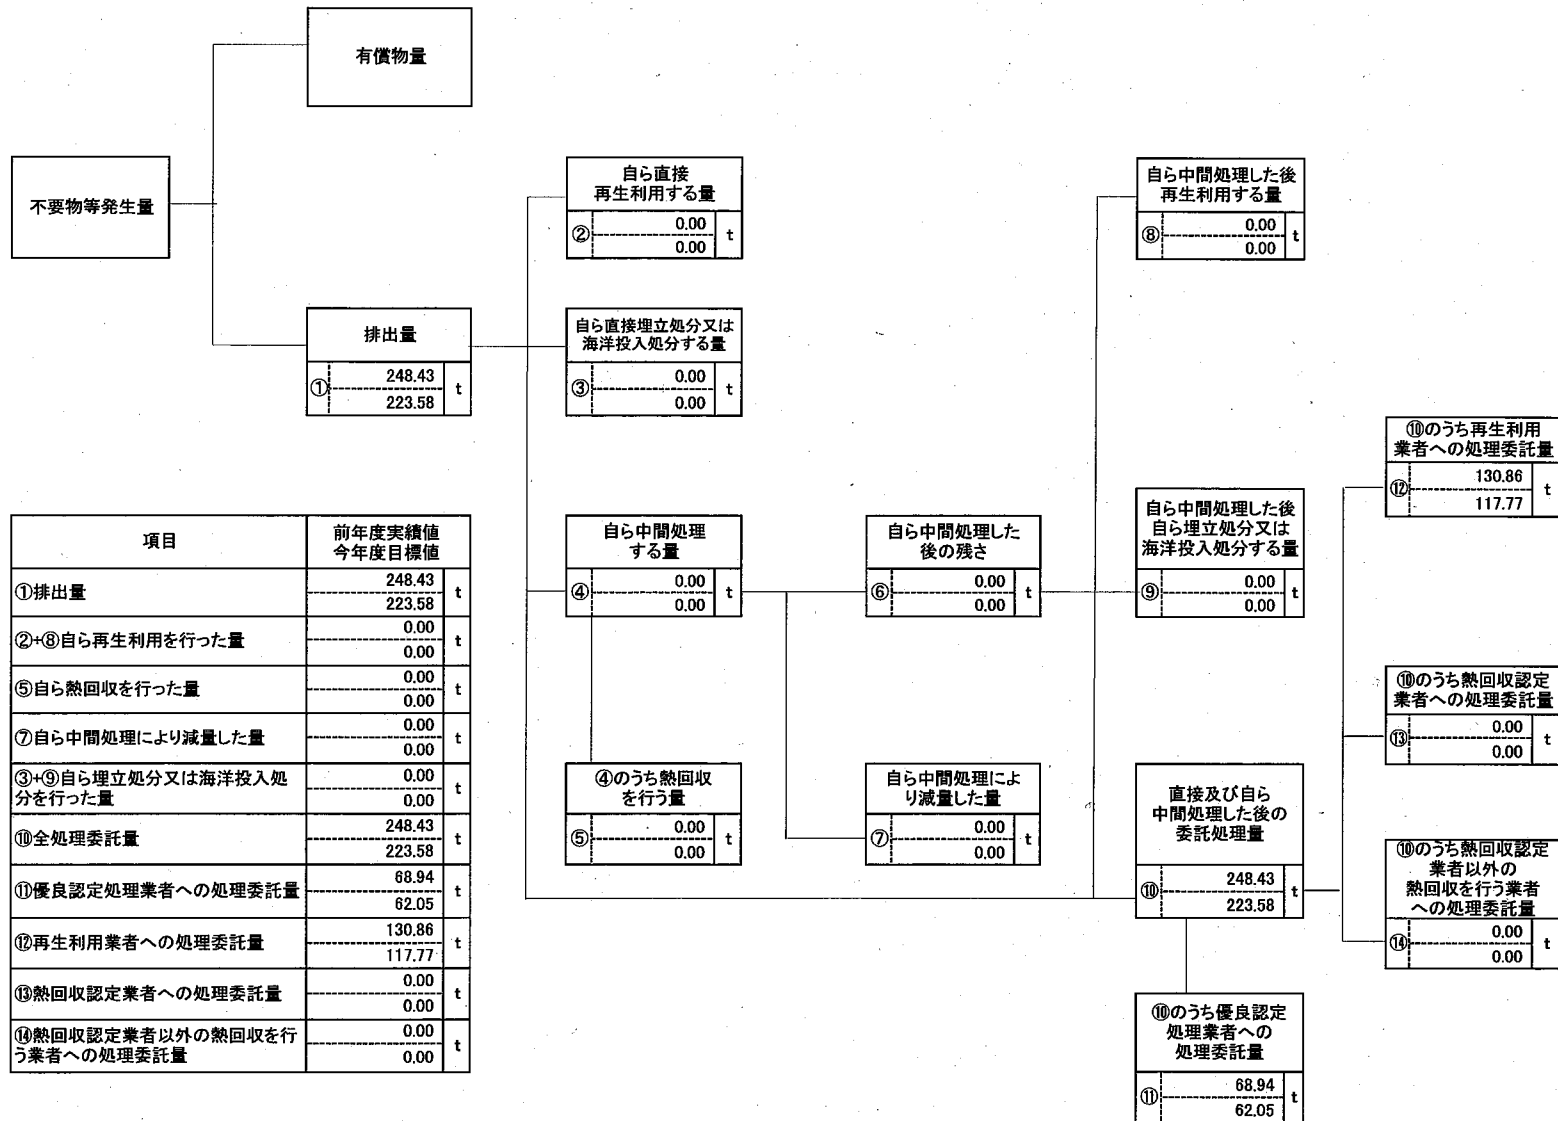 有償物量
不要物等発生量
排出量
①
248.43
223.58
t
自ら直接
再生利用する量
②
0.00
0.00
t
自ら直接埋立処分又は
海洋投入処分する量
③
0.00
0.00
t
自ら中間処理した後
再生利用する量
⑧
0.00
0.00
t
自ら中間処理
する量
④
0.00
0.00
t
自ら中間処理した
後の残さ
⑥
0.00
0.00
t
自ら中間処理した後
自ら埋立処分又は
海洋投入処分する量
⑨
0.00
0.00
t
④のうち熱回収
を行う量
⑤
0.00
0.00
t
自ら中間処理によ
り減量した量
⑦
0.00
0.00
t
直接及び自ら
中間処理した後の
委託処理量
⑩
248.43
223.58
t
⑩のうち再生利用
業者への処理委託量
⑫
130.86
117.77
t
⑩のうち熱回収認定
業者への処理委託量
⑬
0.00
0.00
t
⑩のうち熱回収認定
業者以外の
熱回収を行う業者
への処理委託量
⑭
0.00
0.00
t
⑩のうち優良認定
処理業者への
処理委託量
⑪
68.94
62.05
t
項目
前年度実績値
今年度目標値
①排出量
248.43
223.58
t
②+⑧自ら再生利用を行った量
0.00
0.00
t
⑤自ら熱回収を行った量
0.00
0.00
t
⑦自ら中間処理により減量した量
0.00
0.00
t
③+⑨自ら埋立処分又は海洋投入処
分を行った量
0.00
0.00
t
⑩全処理委託量
248.43
223.58
t
⑪優良認定処理業者への処理委託量
68.94
62.05
t
⑫再生利用業者への処理委託量
130.86
117.77
t
⑬熱回収認定業者への処理委託量
0.00
0.00
t
⑭熱回収認定業者以外の熱回収を行
う業者への処理委託量
0.00
0.00
t